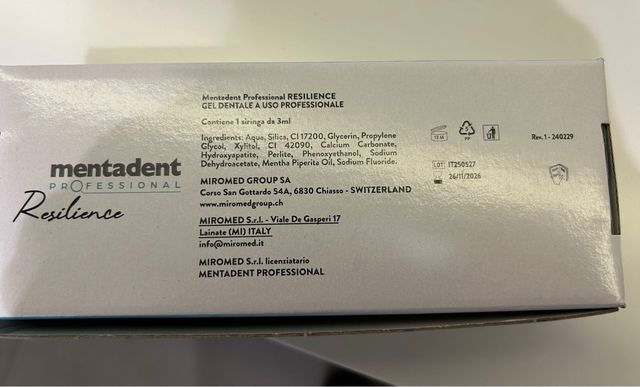 Mentadent Professional RESILIENCE
GEL DENTALE A USO PROFESSIONALE
Contiene 1 siringa da 3ml
Ingredients: Aqua, Silica, CI 17200, Glycerin, Propylene
Glycol, Xylitol, CI 42090, Calcium Carbonate,
Hydroxyapatite, Perlite, Phenoxyethanol, Sodium
Dehydroacetate, Mentha Piperita Oil, Sodium Fluoride.
MIROMED GROUP SA
Corso San Gottardo 54A, 6830 Chiasso - SWITZERLAND
www.miromedgroup.ch
MIROMED S.r.l. - Viale De Gasperi 17
Lainate (MI) ITALY
info@miromed.it
MIROMED S.r.l. licenziatario
MENTADENT PROFESSIONAL
mentadent
PROFESSIONAL
Resilience
12 M
5
PP
LOT IT250527
26/11/2026
Rev. 1 - 240229